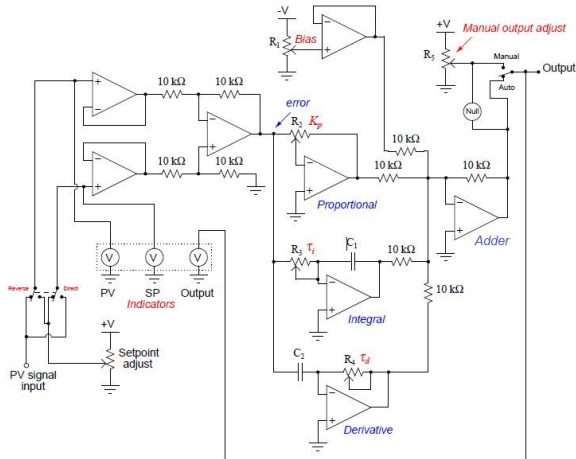 -V
R1
Bias
+V
Manual output adjust
R5
Manual
Output
Auto
Null
10 kΩ
10 kΩ
error
R2
Kp
10 kΩ
10 kΩ
10 kΩ
10 kΩ
10 kΩ
10 kΩ
Proportional
Adder
V
V
V
PV
SP
Output
Indicators
R3
τi
C1
10 kΩ
Integral
10 kΩ
Reverse
Direct
+V
Setpoint
adjust
PV signal
input
C2
R4
τd
Derivative